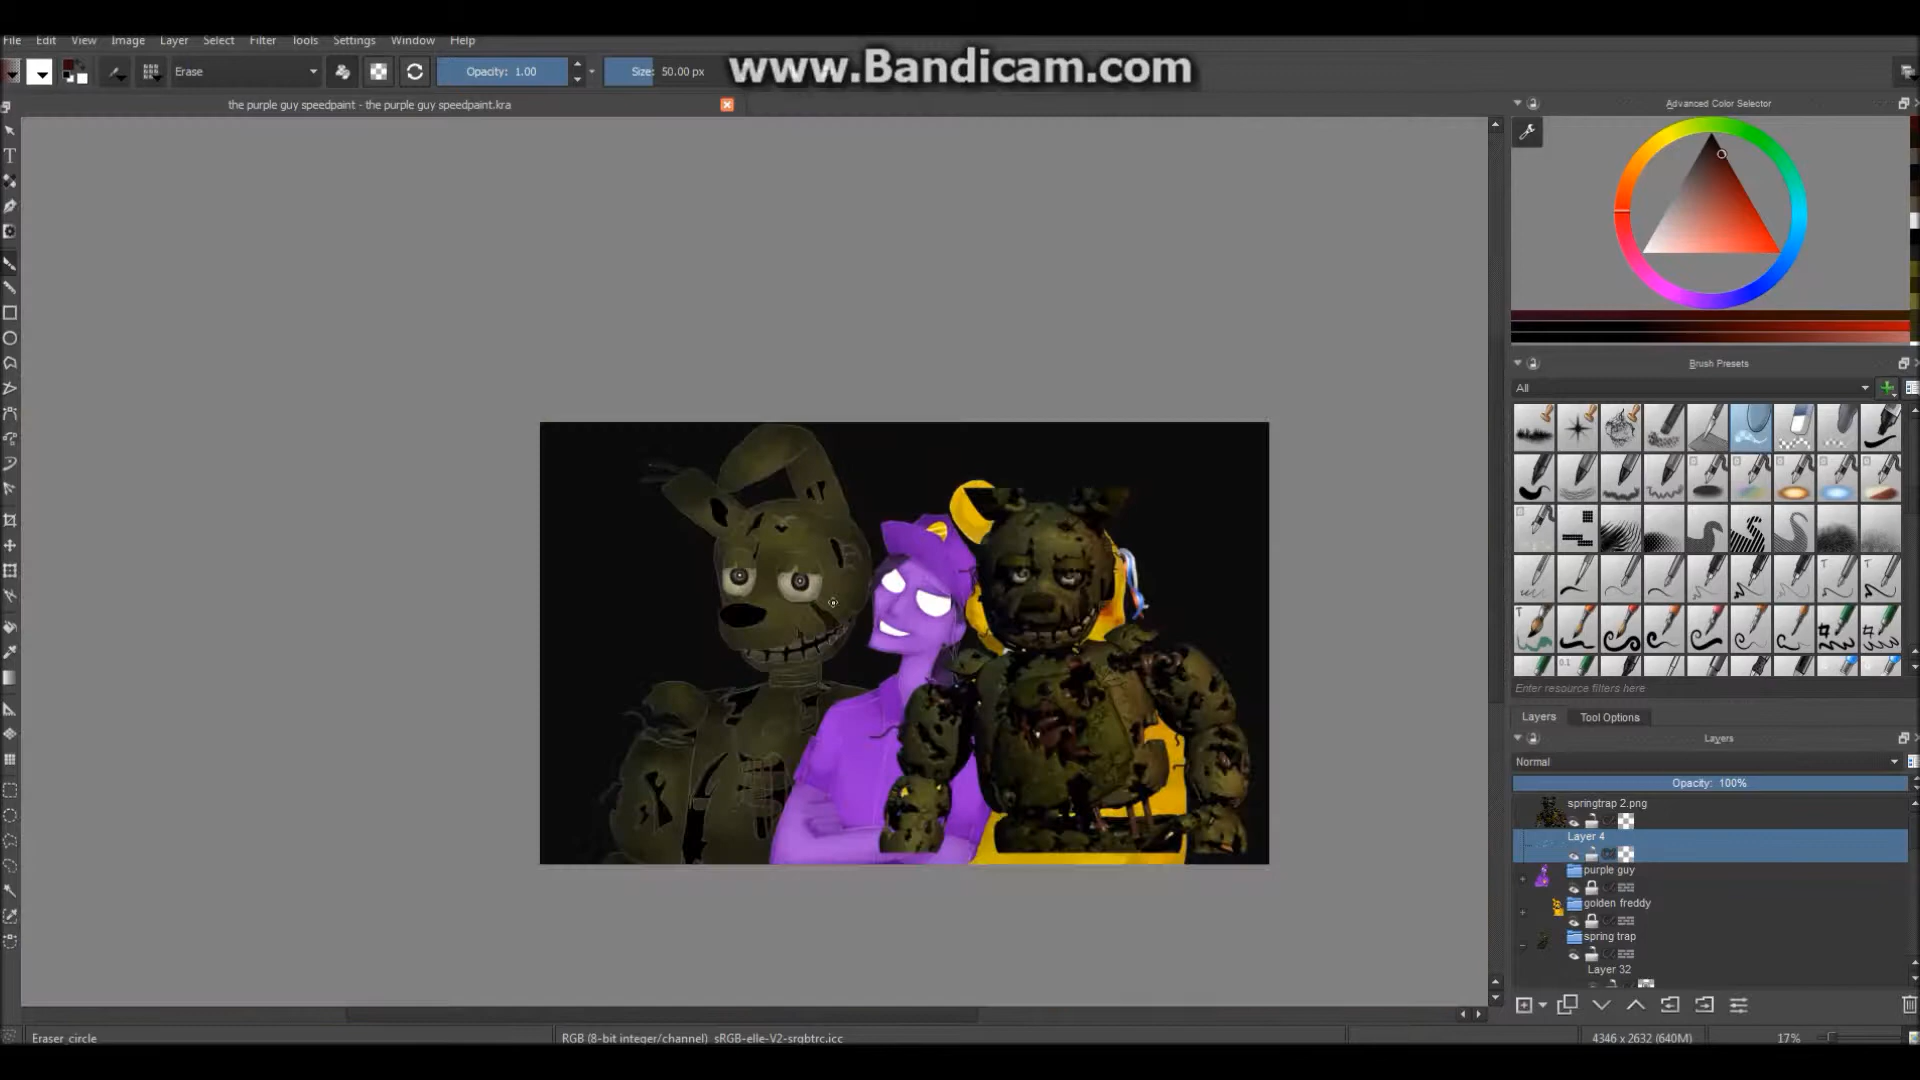 www.Bandicam.com
File Edit View Image Layer Select Filter Tools Settings Window Help
Erase Opacity: 1.00 Size: 50.00 px
the purple guy speedpaint - the purple guy speedpaint.kra
Advanced Color Selector
Brush Presets
All
Enter resource filters here
Layers Tool Options
Layers
Normal
Opacity: 100%
springtrap 2.png
Layer 4
purple guy
golden freddy
spring trap
Layer 32
Eraser_circle RGB (8-bit integer/channel) sRGB-elle-V2-srgbtrc.icc 4346 x 2632 (640M) 17%